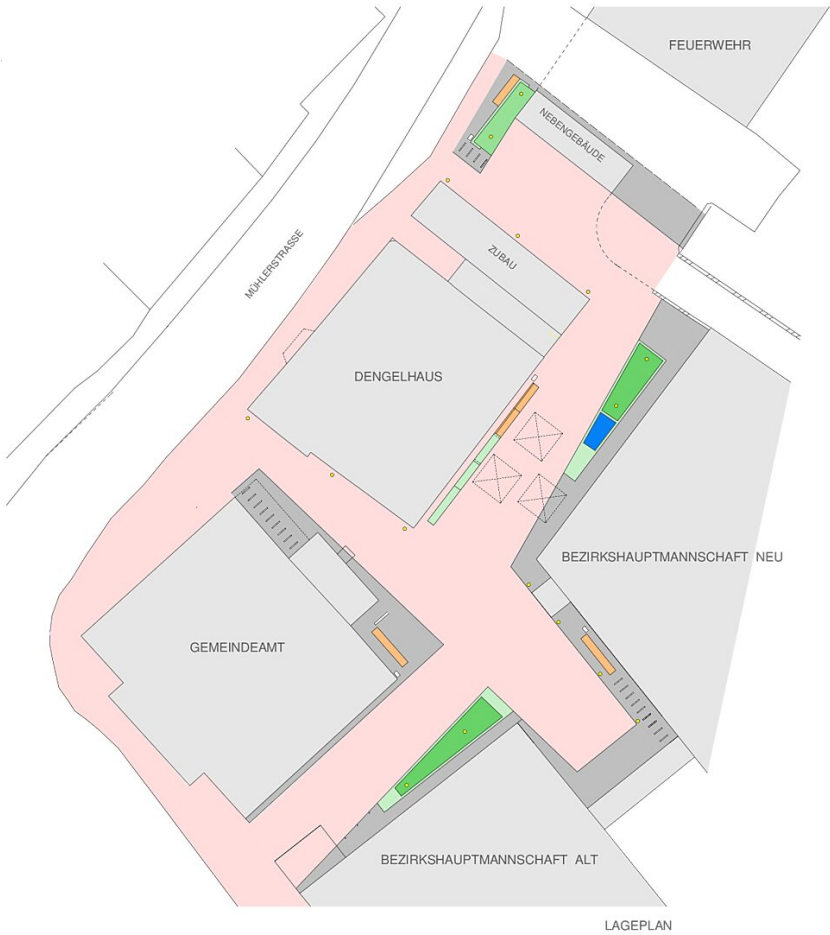 FEUERWEHR
NEBENGEBÄUDE
ZUBAU
MÜHLERSTRASSE
DENGELHAUS
BEZIRKSHAUPTMANNSCHAFT NEU
GEMEINDEAMT
BEZIRKSHAUPTMANNSCHAFT ALT
LAGEPLAN